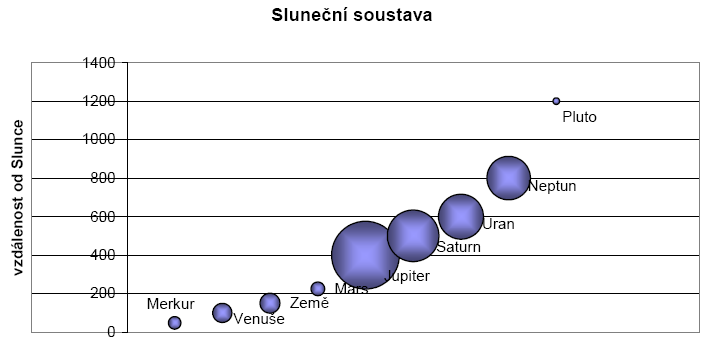 Sluneční soustava
vzdálenost od Slunce
1400
1200
1000
800
600
400
200
0
Merkur
Venuše
Země
Mars
Jupiter
Saturn
Uran
Neptun
Pluto